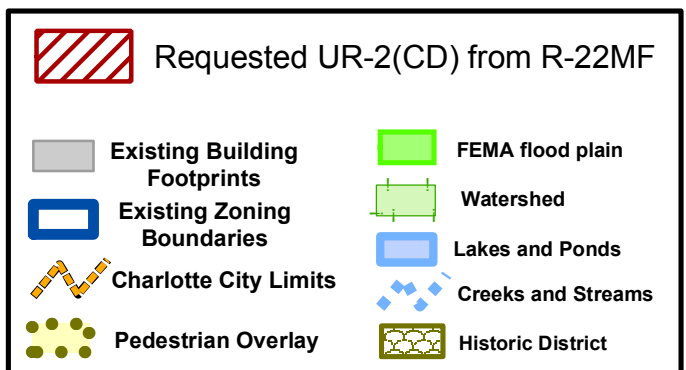 Requested UR-2(CD) from R-22MF
Existing Building
Footprints
Existing Zoning
Boundaries
Charlotte City Limits
Pedestrian Overlay
FEMA flood plain
Watershed
Lakes and Ponds
Creeks and Streams
Historic District